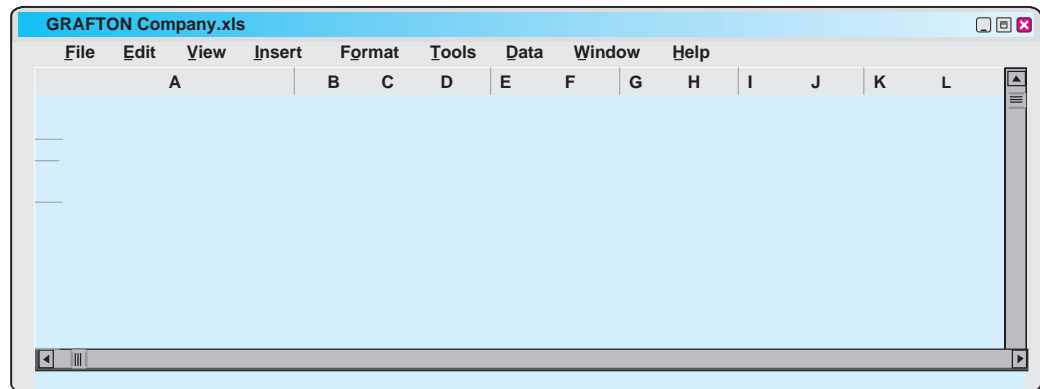 GRAFTON Company.xls
File Edit View Insert Format Tools Data Window Help
A B C D E F G H I J K L